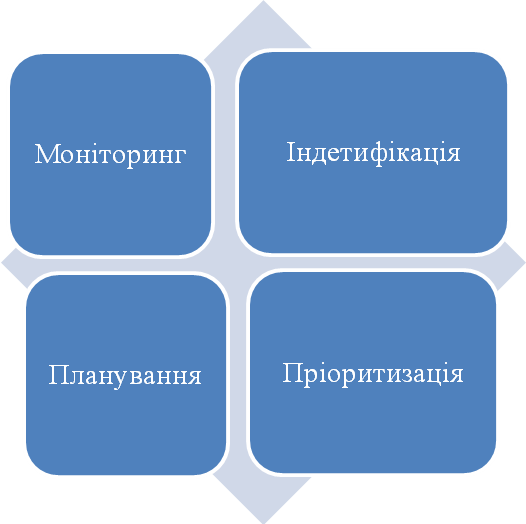 Моніторинг
Індетифікація
Планування
Пріоритизація